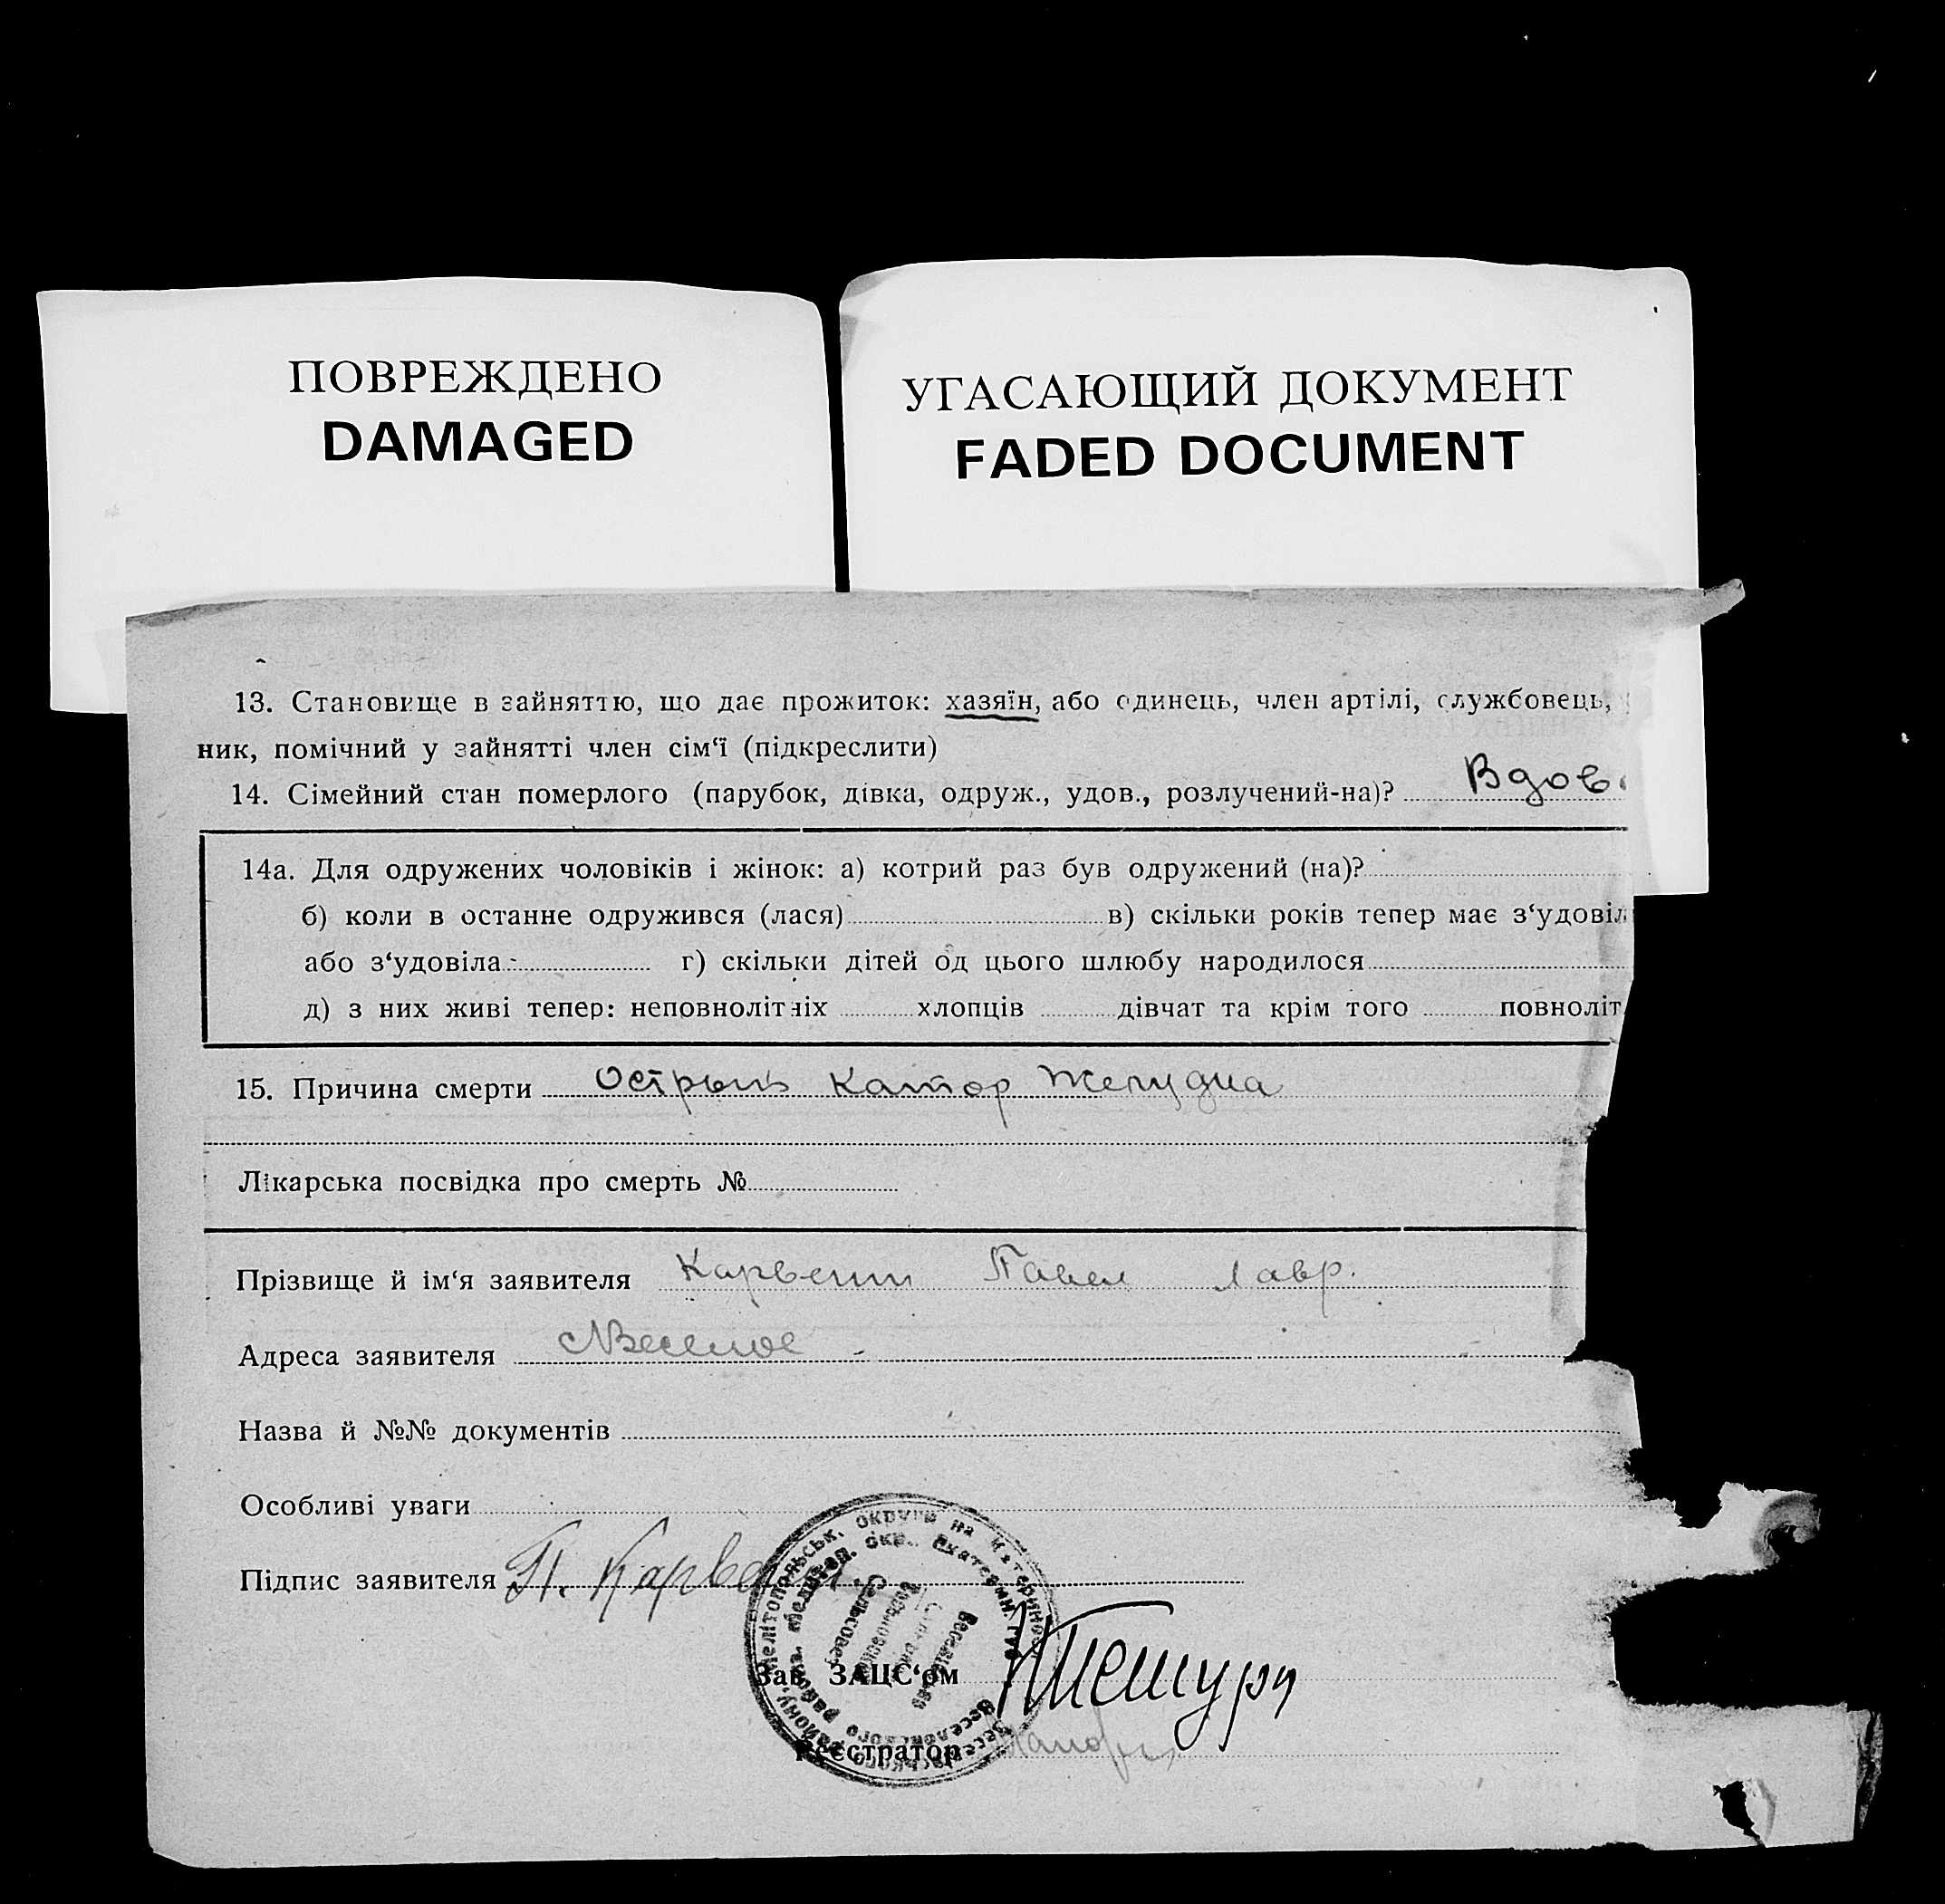 ПОВРЕЖДЕНО
DAMAGED
УГАСАЮЩИЙ ДОКУМЕНТ
FADED DOCUMENT
13. Становище в зайняттю, що дає прожиток: хазяїн, або одинець, член артілі, службовець,
ник, помічний у зайнятті член сім‘ї (підкреслити)
14. Сімейний стан померлого (парубок, дівка, одруж., удов., розлучений-на)? Вдов.
14а. Для одружених чоловіків і жінок: а) котрий раз був одружений (на)?
б) коли в останне одружився (лася) в) скільки років тепер має з‘удовіл
або з‘удовіла г) скільки дітей од цього шлюбу народилося
д) з них живі тепер: неповнолітніх хлопців дівчат та крім того повноліт
15. Причина смерти Острый Катар Желудка
Лікарська посвідка про смерть №
Прізвище й ім‘я заявителя Павел Лавр.
Адреса заявителя Веселое
Назва й №№ документів
Особливі уваги
Підпис заявителя П.
Зав. ЗАЦС‘ом
Реєстратор